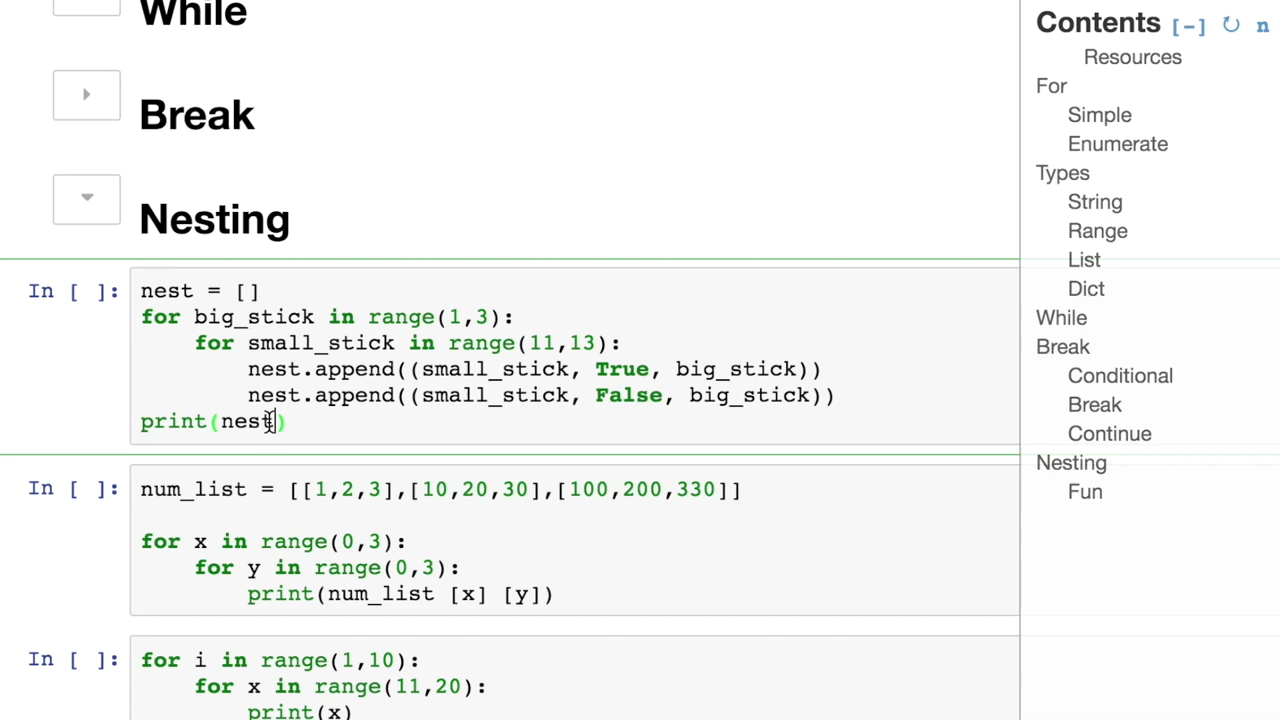 While
Break
Nesting
In [ ]:
nest = []
for big_stick in range(1,3):
    for small_stick in range(11,13):
        nest.append((small_stick, True, big_stick))
        nest.append((small_stick, False, big_stick))
print(nest)
In [ ]:
num_list = [[1,2,3],[10,20,30],[100,200,330]]
for x in range(0,3):
    for y in range(0,3):
        print(num_list [x] [y])
In [ ]:
for i in range(1,10):
    for x in range(11,20):
        print(x)
Contents [-] ↻ n
Resources
For
Simple
Enumerate
Types
String
Range
List
Dict
While
Break
Conditional
Break
Continue
Nesting
Fun